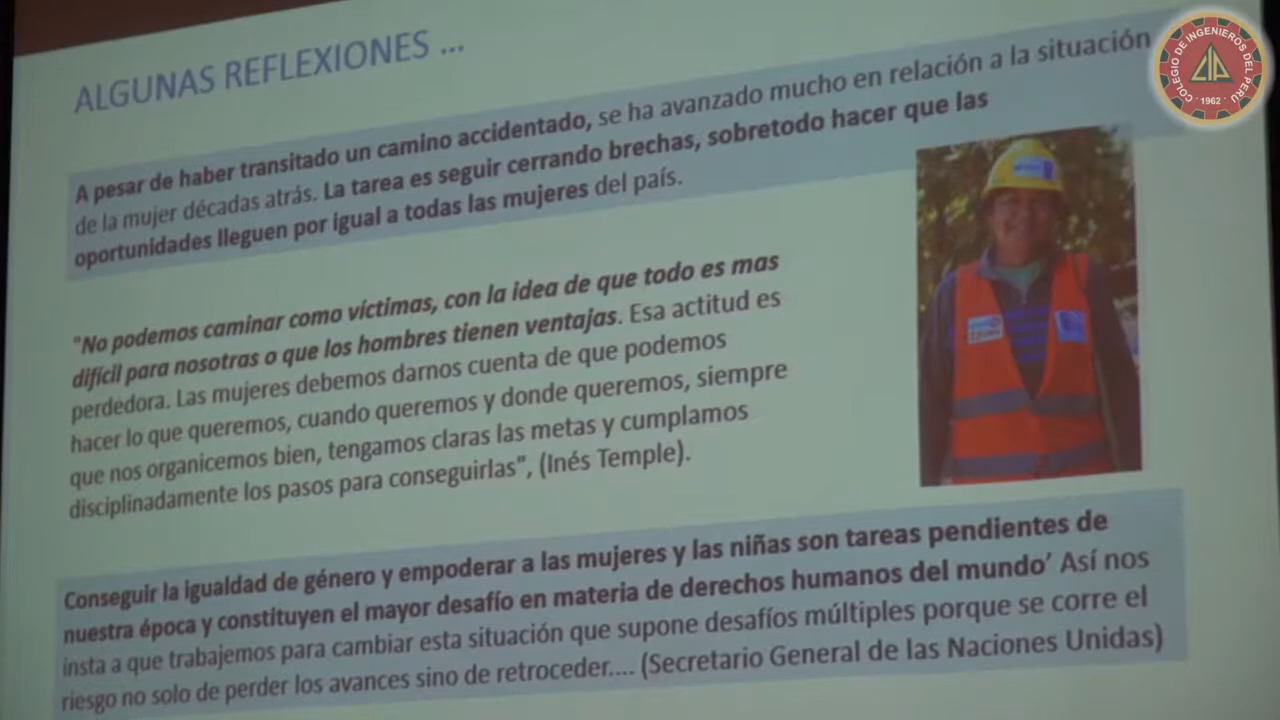 ALGUNAS REFLEXIONES ...
A pesar de haber transitado un camino accidentado, se ha avanzado mucho en relación a la situación
de la mujer décadas atrás. La tarea es seguir cerrando brechas, sobretodo hacer que las
oportunidades lleguen por igual a todas las mujeres del país.
"No podemos caminar como víctimas, con la idea de que todo es mas
difícil para nosotras o que los hombres tienen ventajas. Esa actitud es
perdedora. Las mujeres debemos darnos cuenta de que podemos
hacer lo que queremos, cuando queremos y donde queremos, siempre
que nos organicemos bien, tengamos claras las metas y cumplamos
disciplinadamente los pasos para conseguirlas", (Inés Temple).
Conseguir la igualdad de género y empoderar a las mujeres y las niñas son tareas pendientes de
nuestra época y constituyen el mayor desafío en materia de derechos humanos del mundo’ Así nos
insta a que trabajemos para cambiar esta situación que supone desafíos múltiples porque se corre el
riesgo no solo de perder los avances sino de retroceder.... (Secretario General de las Naciones Unidas)
COLEGIO DE INGENIEROS DEL PERU
CIP
· 1962 ·